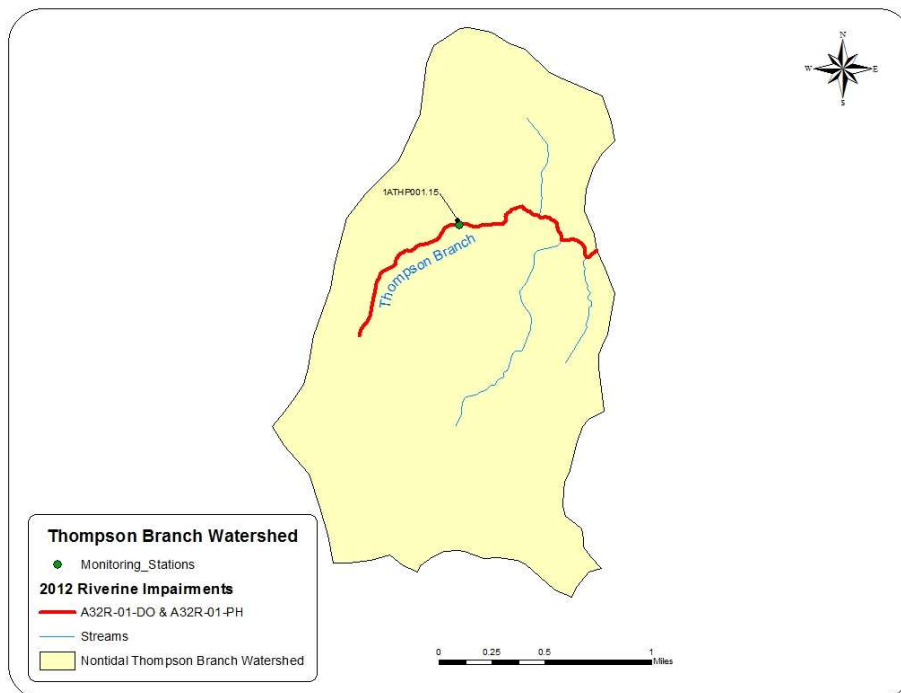 N
W E
S
1ATHP001.15
Thompson Branch
Thompson Branch Watershed
Monitoring_Stations
2012 Riverine Impairments
A32R-01-DO & A32R-01-PH
Streams
Nontidal Thompson Branch Watershed
0 0.25 0.5 1
Miles